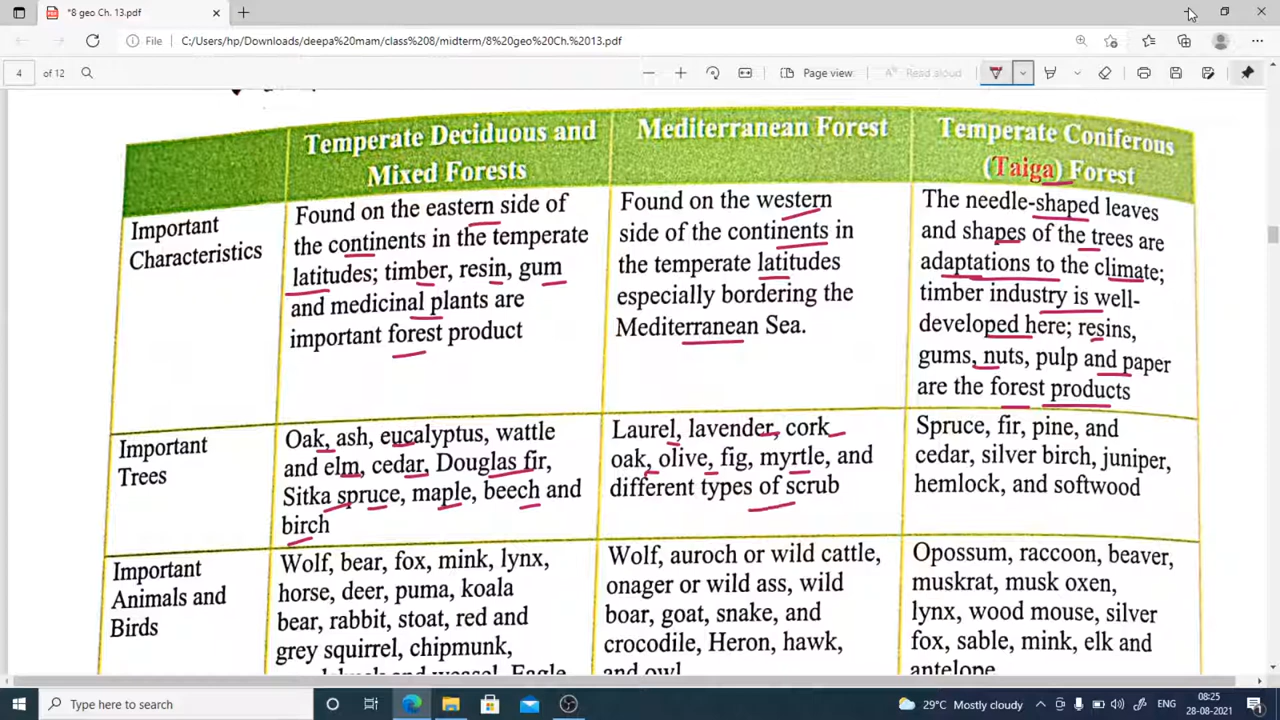 *8 geo Ch. 13.pdf
File
C:/Users/hp/Downloads/deepa%20mam/class%208/midterm/8%20geo%20Ch.%2013.pdf
4 of 12
Page view
Read aloud
Temperate Deciduous and
Mixed Forests
Mediterranean Forest
Temperate Coniferous
(Taiga) Forest
Important
Characteristics
Found on the eastern side of
the continents in the temperate
latitudes; timber, resin, gum
and medicinal plants are
important forest product
Found on the western
side of the continents in
the temperate latitudes
especially bordering the
Mediterranean Sea.
The needle-shaped leaves
and shapes of the trees are
adaptations to the climate;
timber industry is well-
developed here; resins,
gums, nuts, pulp and paper
are the forest products
Important
Trees
Oak, ash, eucalyptus, wattle
and elm, cedar, Douglas fir,
Sitka spruce, maple, beech and
birch
Laurel, lavender, cork
oak, olive, fig, myrtle, and
different types of scrub
Spruce, fir, pine, and
cedar, silver birch, juniper,
hemlock, and softwood
Important
Animals and
Birds
Wolf, bear, fox, mink, lynx,
horse, deer, puma, koala
bear, rabbit, stoat, red and
grey squirrel, chipmunk,
and weasel, Eagle
Wolf, auroch or wild cattle,
onager or wild ass, wild
boar, goat, snake, and
crocodile, Heron, hawk,
and owl
Opossum, raccoon, beaver,
muskrat, musk oxen,
lynx, wood mouse, silver
fox, sable, mink, elk and
antelope
Type here to search
29°C Mostly cloudy
ENG
08:25
28-08-2021
1